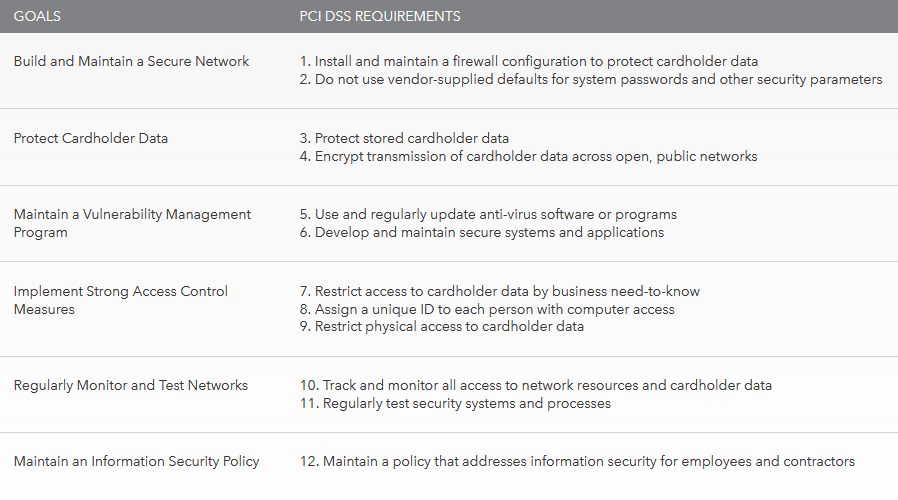 GOALS
PCI DSS REQUIREMENTS
Build and Maintain a Secure Network
1. Install and maintain a firewall configuration to protect cardholder data
2. Do not use vendor-supplied defaults for system passwords and other security parameters
Protect Cardholder Data
3. Protect stored cardholder data
4. Encrypt transmission of cardholder data across open, public networks
Maintain a Vulnerability Management
Program
5. Use and regularly update anti-virus software or programs
6. Develop and maintain secure systems and applications
Implement Strong Access Control
Measures
7. Restrict access to cardholder data by business need-to-know
8. Assign a unique ID to each person with computer access
9. Restrict physical access to cardholder data
Regularly Monitor and Test Networks
10. Track and monitor all access to network resources and cardholder data
11. Regularly test security systems and processes
Maintain an Information Security Policy
12. Maintain a policy that addresses information security for employees and contractors